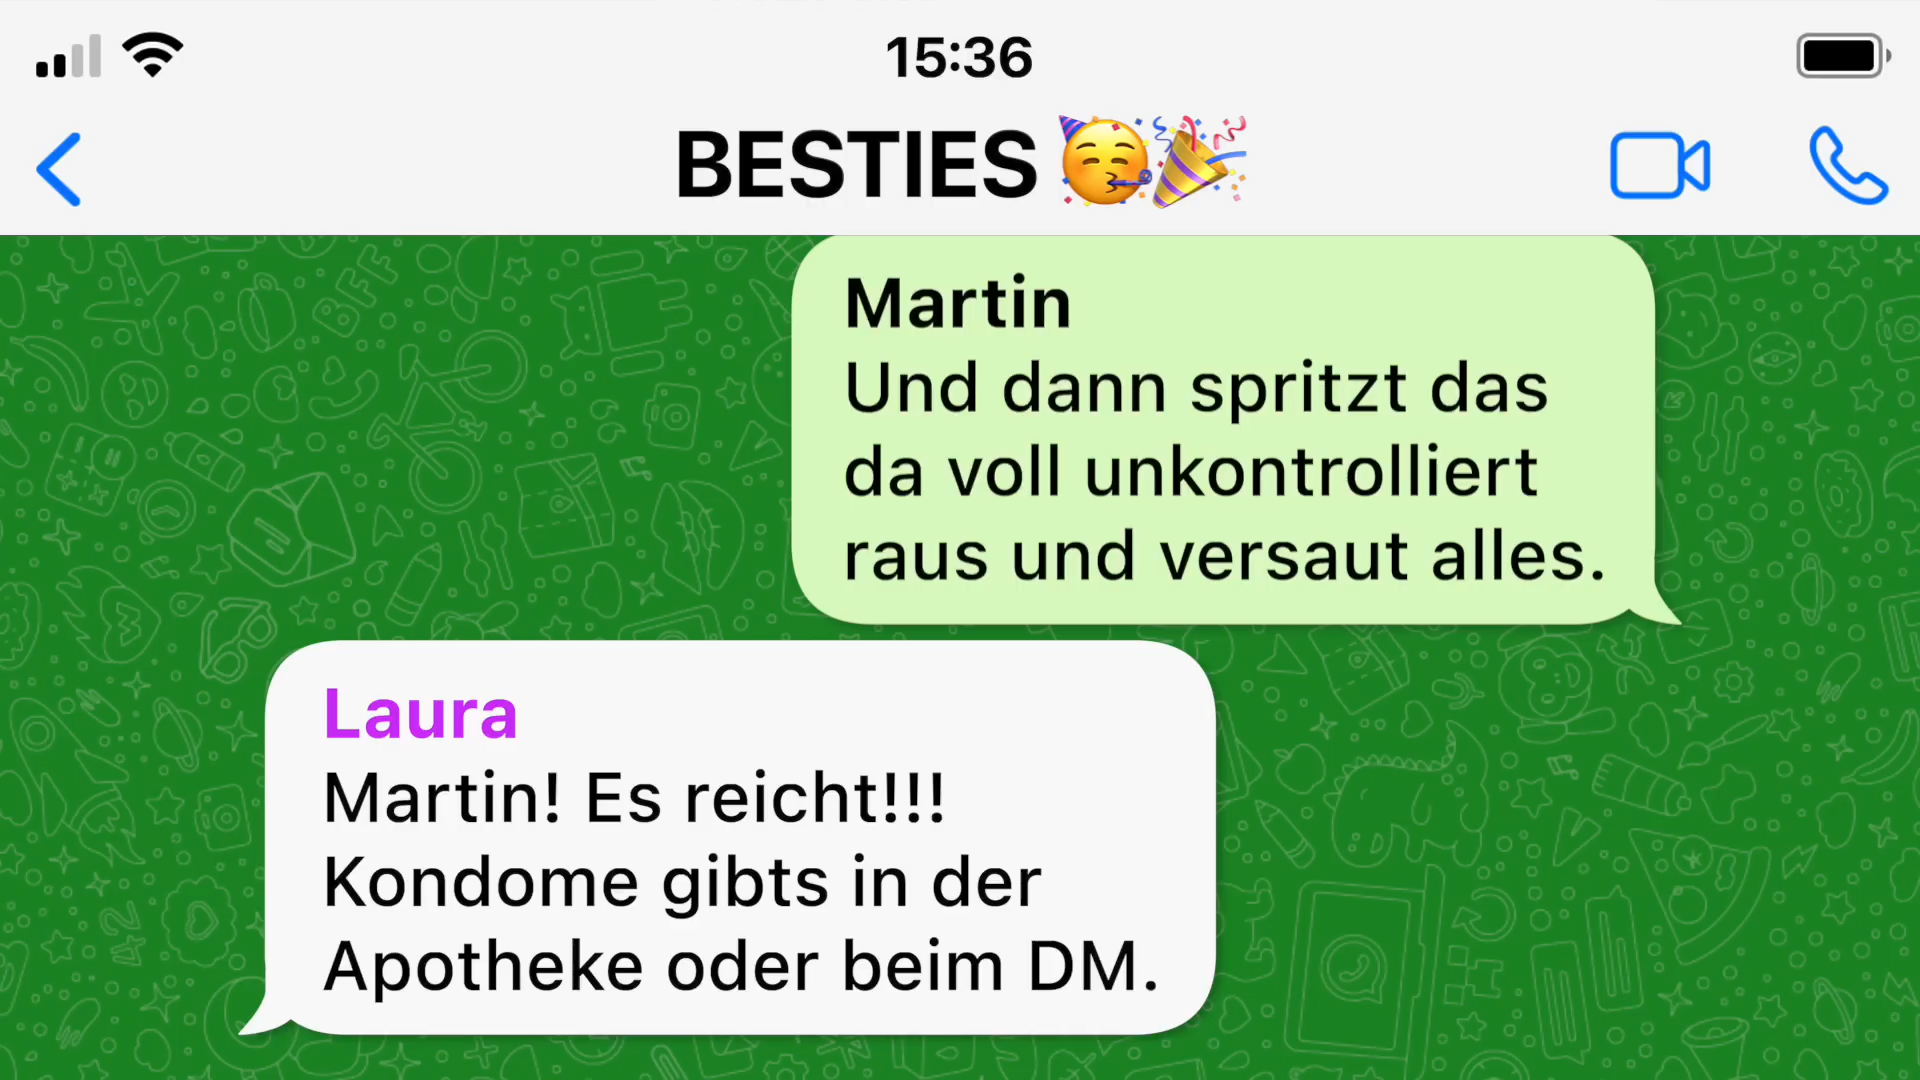 15:36
BESTIES 🥳🎉
Martin
Und dann spritzt das
da voll unkontrolliert
raus und versaut alles.
Laura
Martin! Es reicht!!!
Kondome gibts in der
Apotheke oder beim DM.